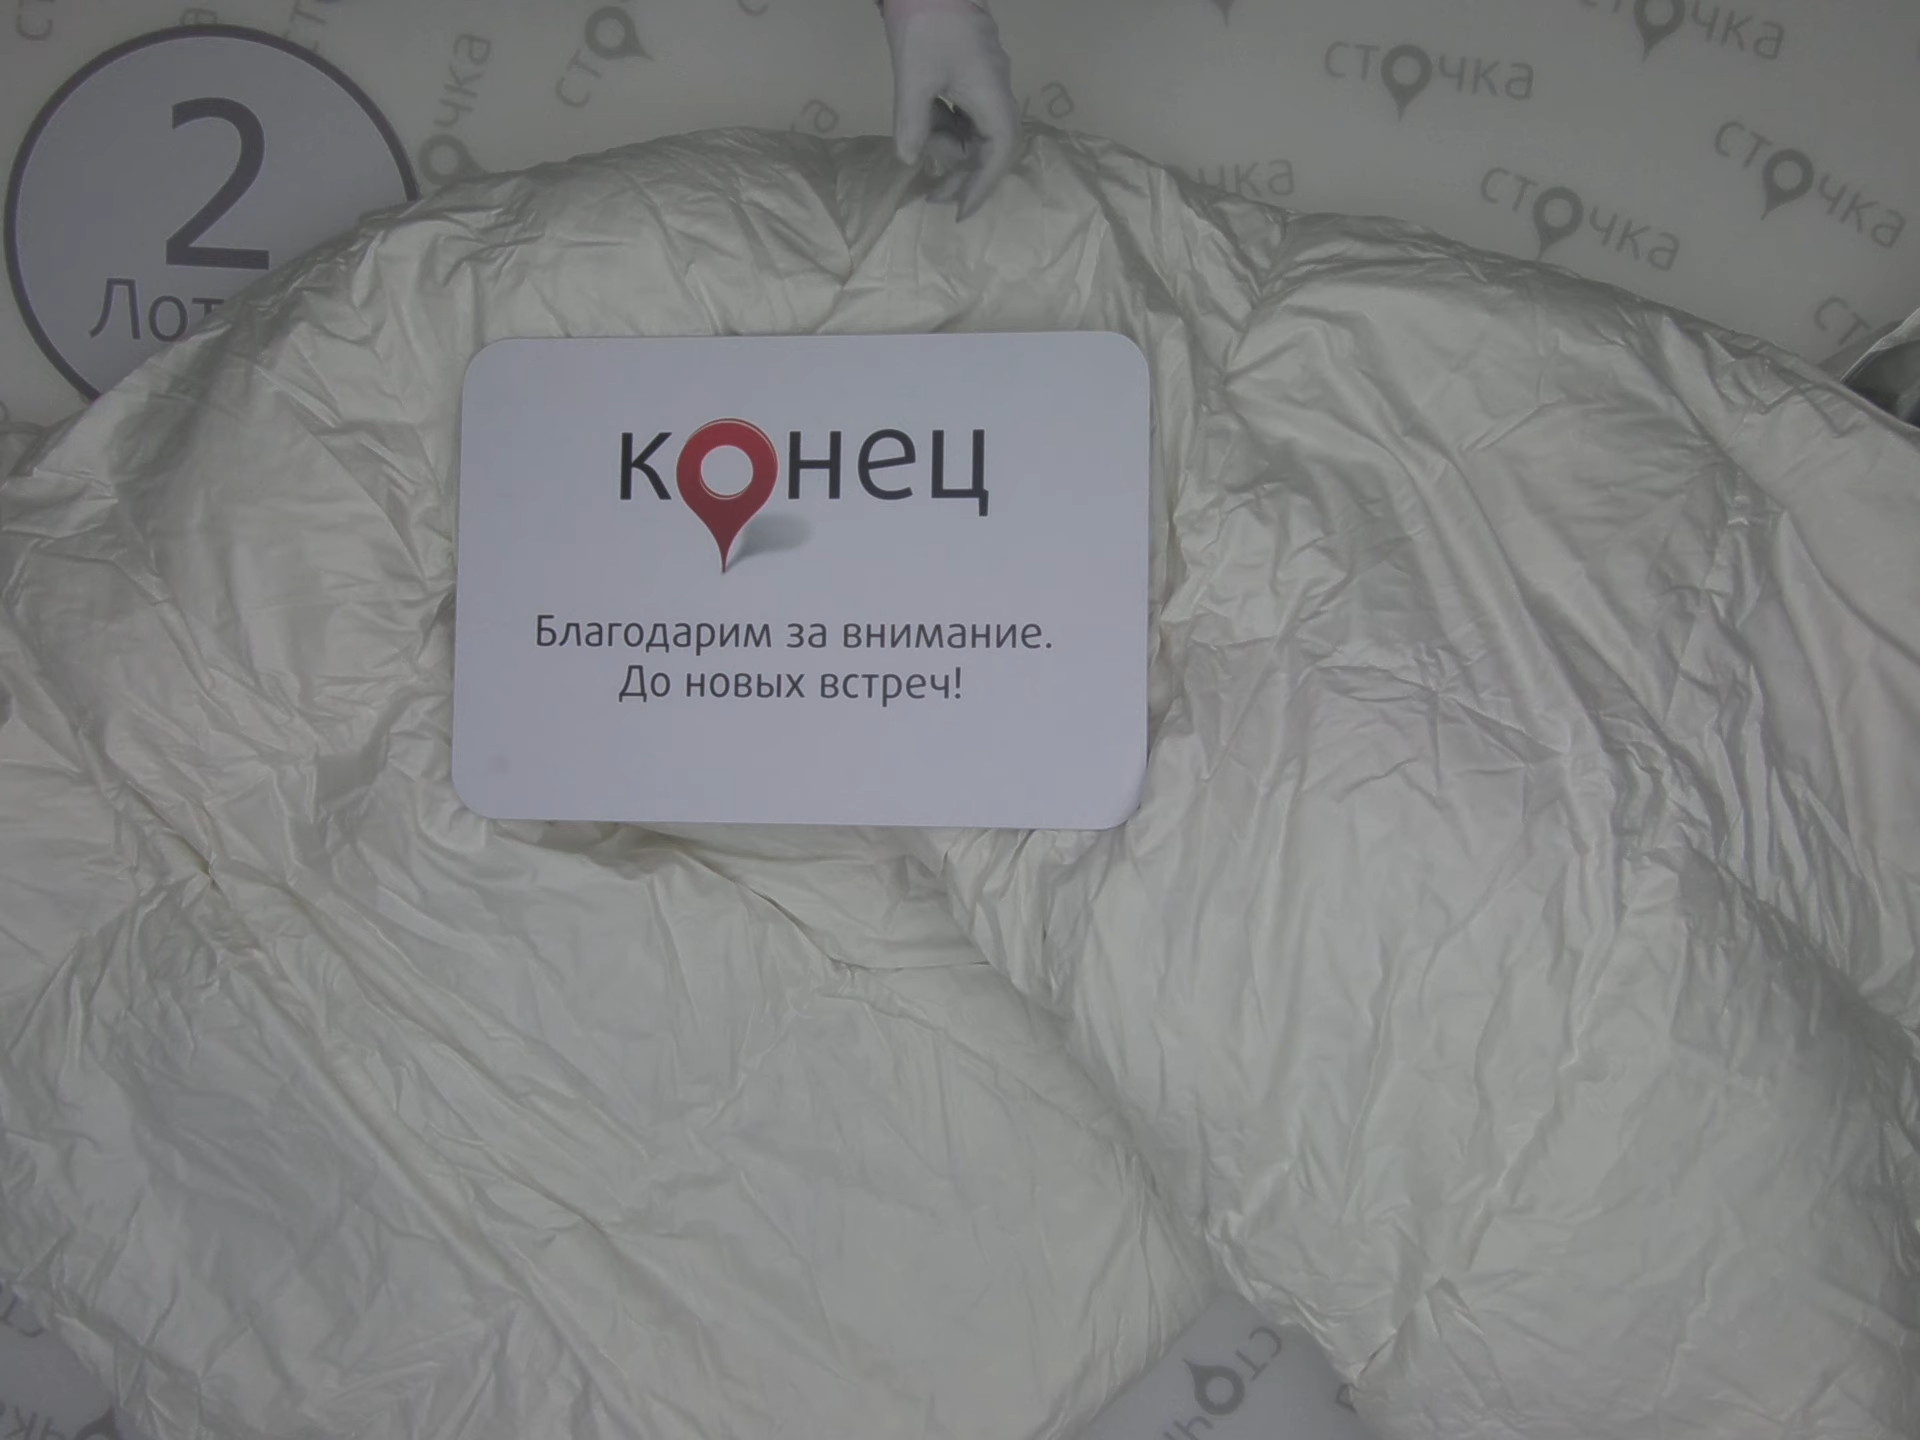 2
Лот
сточка
сточка
сточка
сточка
конец
Благодарим за внимание.
До новых встреч!